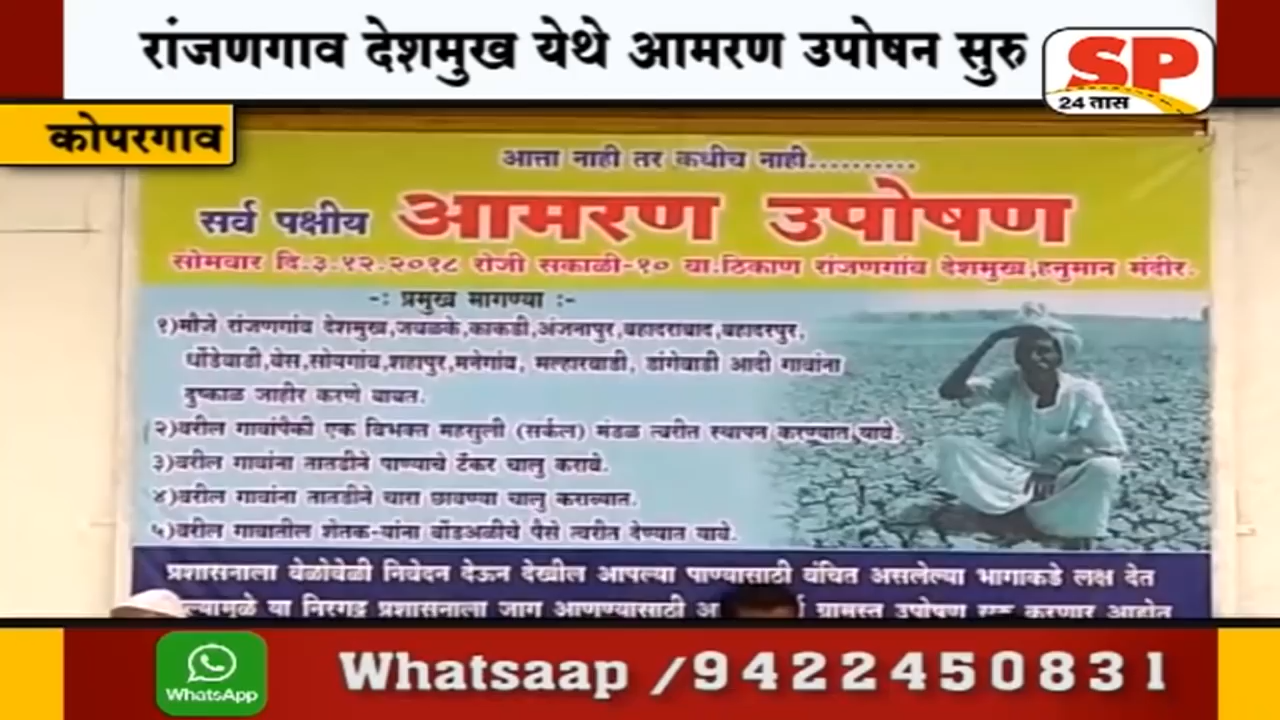 रांजणगाव देशमुख येथे आमरण उपोषन सुरु
SP
24 तास
कोपरगाव
आत्ता नाही तर कधीच नाही..........
सर्व पक्षीय आमरण उपोषण
सोमवार दि.३.१२.२०१८ रोजी सकाळी-१० वा.ठिकाण रांजणगांव देशमुख,हनुमान मंदीर.
-: प्रमुख मागण्या :-
१)मौजे रांजणगांव देशमुख,जवळके,काकडी,अंजनापुर,बहादराबाद,बहादरपुर,
धोंडेवाडी,वेस,सोयगांव,शहापुर,मनेगांव, मल्हारवाडी, डांगेवाडी आदी गावांना
दुष्काळ जाहीर करणे बाबत.
२)वरील गावांपैकी एक विभक्त महसुली (सर्कल) मंडळ त्वरीत स्थापन करण्यात यावे.
३)वरील गावांना तातडीने पाण्याचे टँकर चालु करावे.
४)वरील गावांना तातडीने चारा छावण्या चालु कराव्यात.
५)वरील गावातील शेतक-यांना बोंडअळीचे पैसे त्वरीत देण्यात यावे.
प्रशासनाला वेळोवेळी निवेदन देऊन देखील आपल्या पाण्यासाठी वंचित असलेल्या भागाकडे लक्ष देत
या निरगट्ट प्रशासनाला जाग आणण्यासाठी ग्रामस्त उपोषण करणार आहोत
WhatsApp
Whatsaap /9422450831